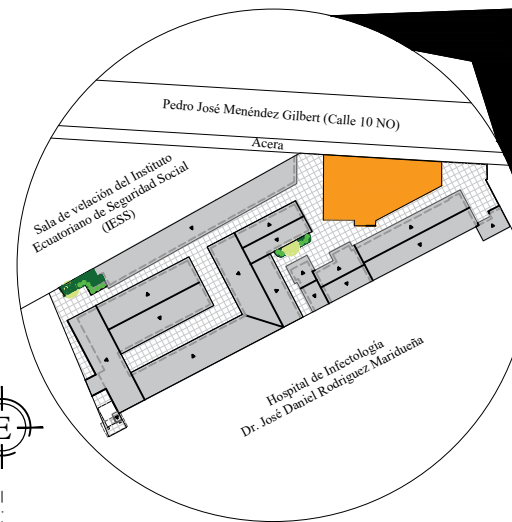 Pedro José Menéndez Gilbert (Calle 10 NO)
Acera
Sala de velación del Instituto
Ecuatoriano de Seguridad Social
(IESS)
Hospital de Infectología
Dr. José Daniel Rodriguez Maridueña
E